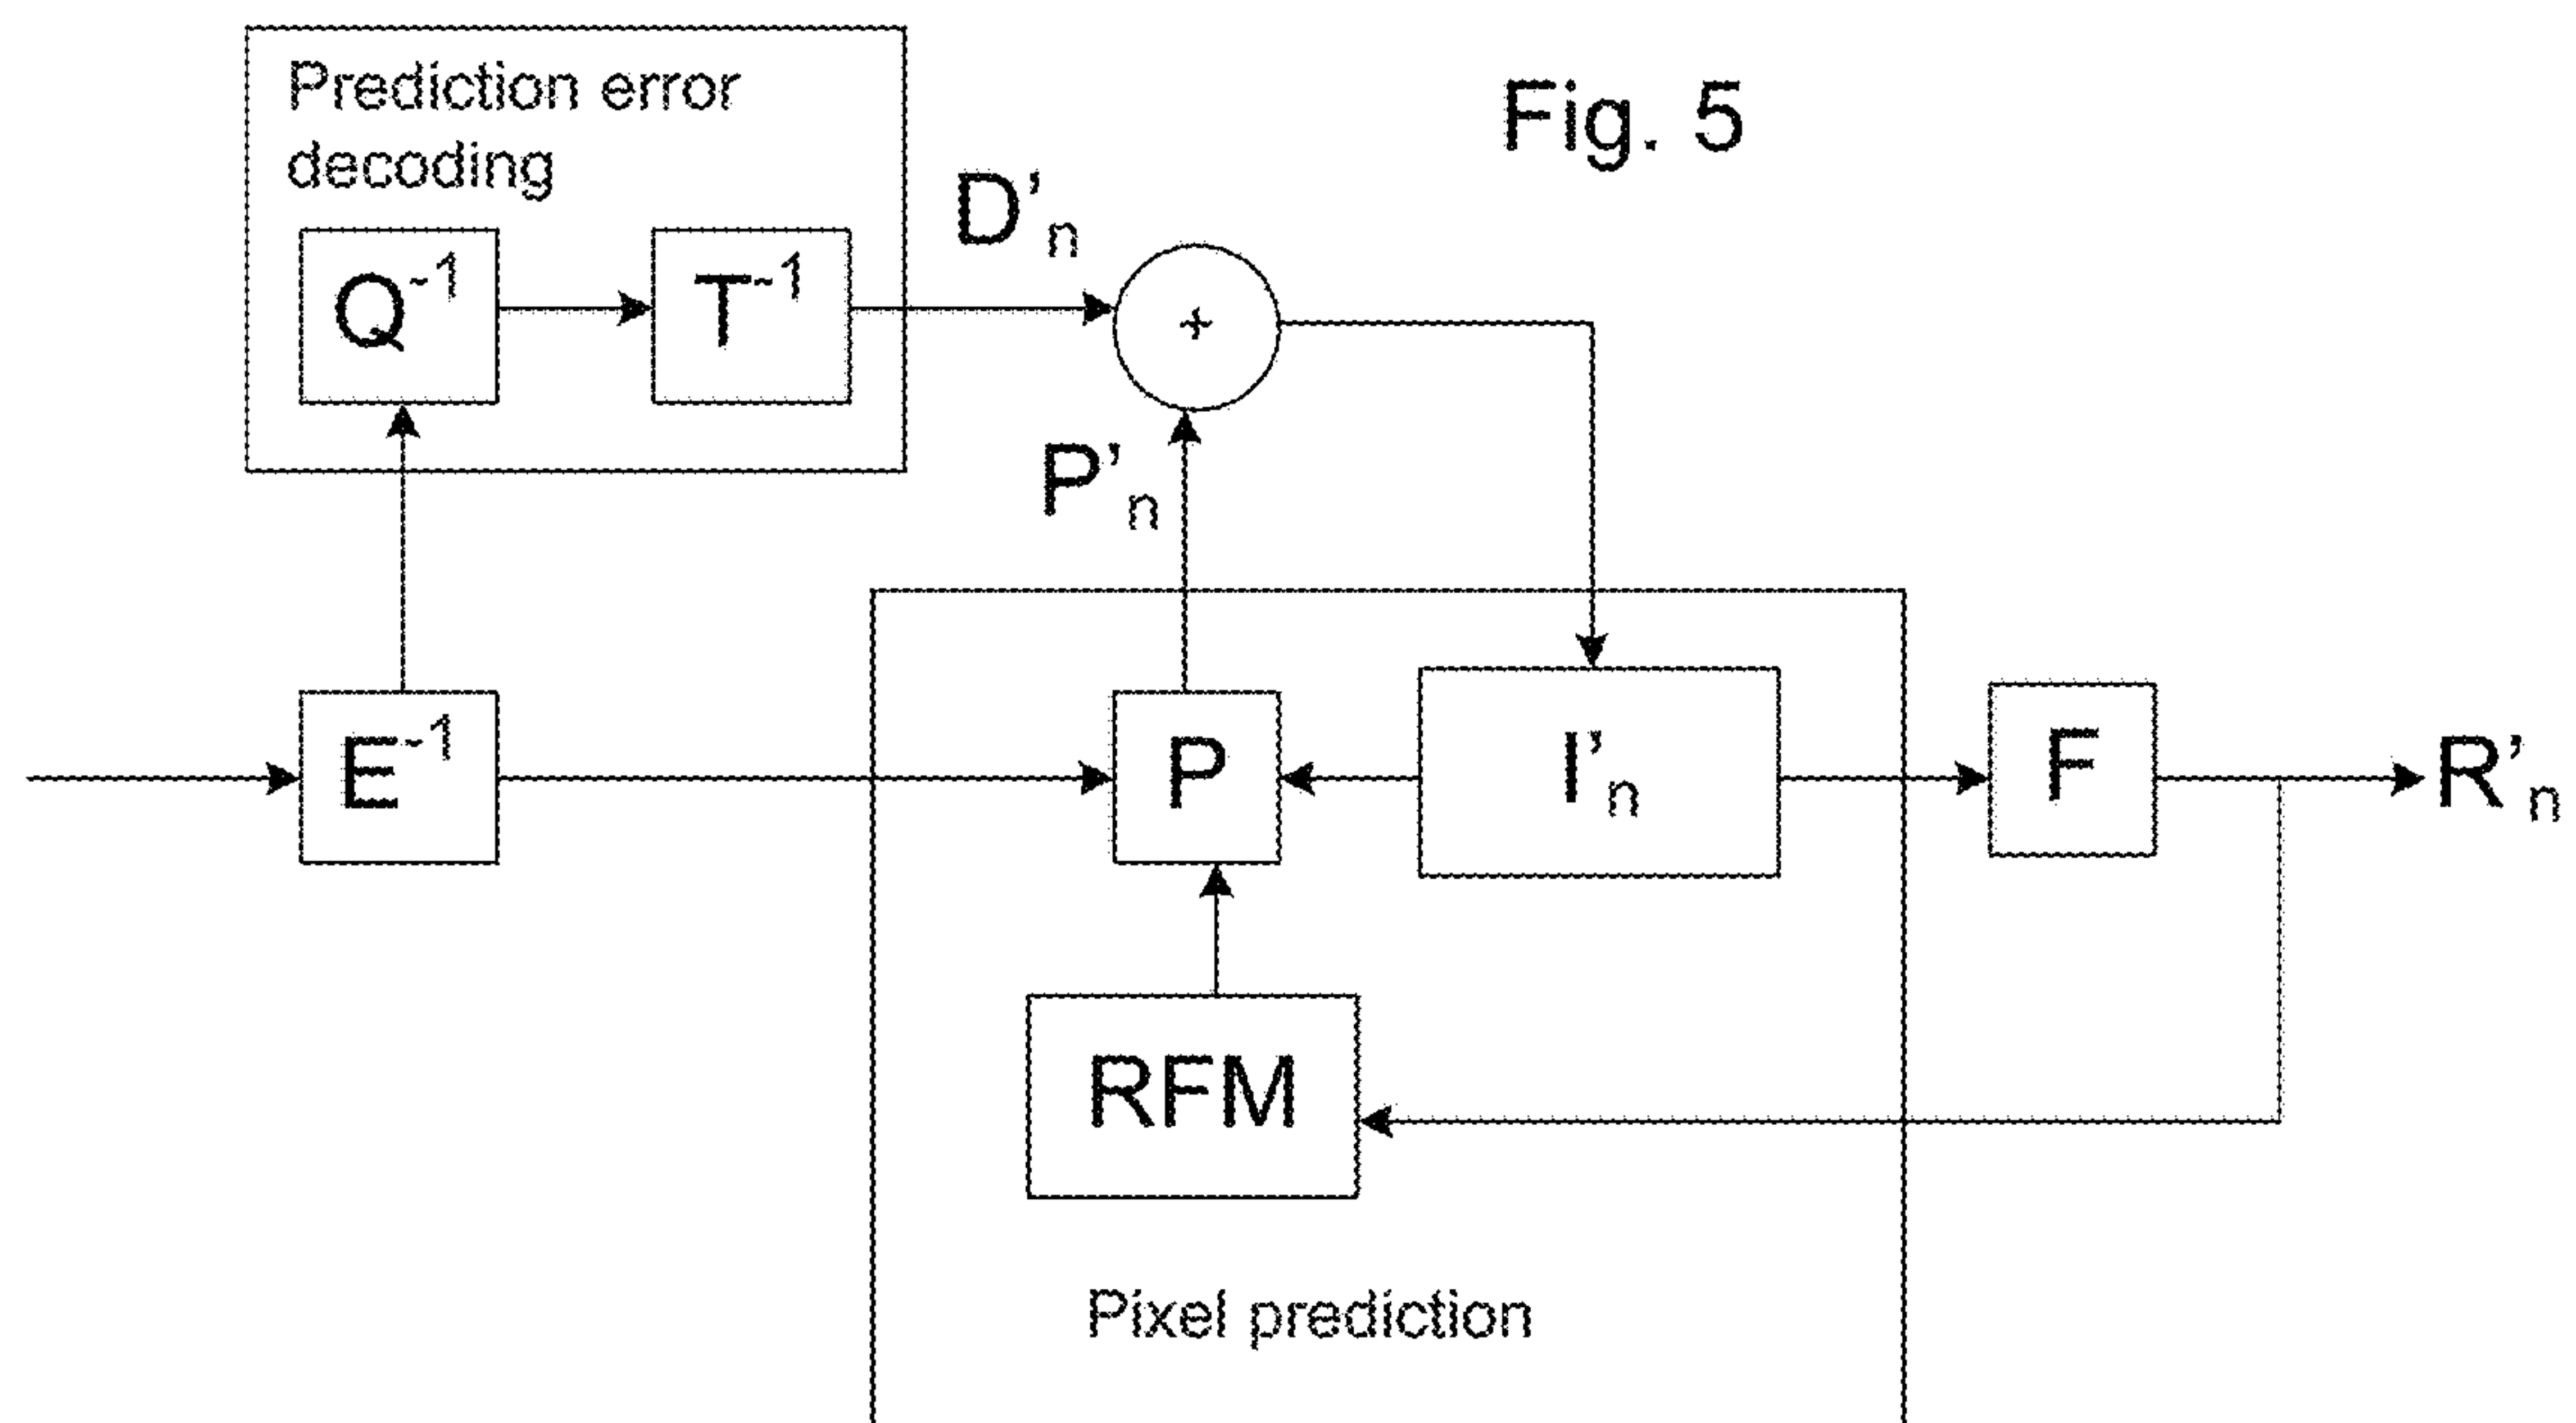 Prediction error
decoding
Fig. 5
Q⁻¹
T⁻¹
D'ₙ
+
P'ₙ
E⁻¹
P
I'ₙ
F
R'ₙ
RFM
Pixel prediction